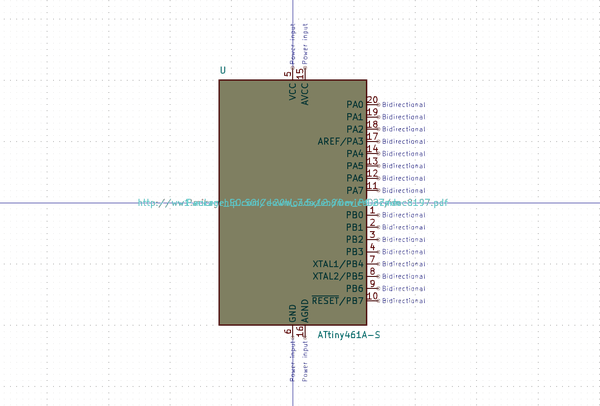 Power input
Power input
U
5
15
VCC
AVCC
PA0 20 Bidirectional
PA1 19 Bidirectional
PA2 18 Bidirectional
AREF/PA3 17 Bidirectional
PA4 14 Bidirectional
PA5 13 Bidirectional
PA6 12 Bidirectional
PA7 11 Bidirectional
PB0 1 Bidirectional
PB1 2 Bidirectional
PB2 3 Bidirectional
PB3 4 Bidirectional
XTAL1/PB4 7 Bidirectional
XTAL2/PB5 8 Bidirectional
PB6 9 Bidirectional
RESET/PB7 10 Bidirectional
GND
AGND
6
16
ATtiny461A-S
Power input
Power input